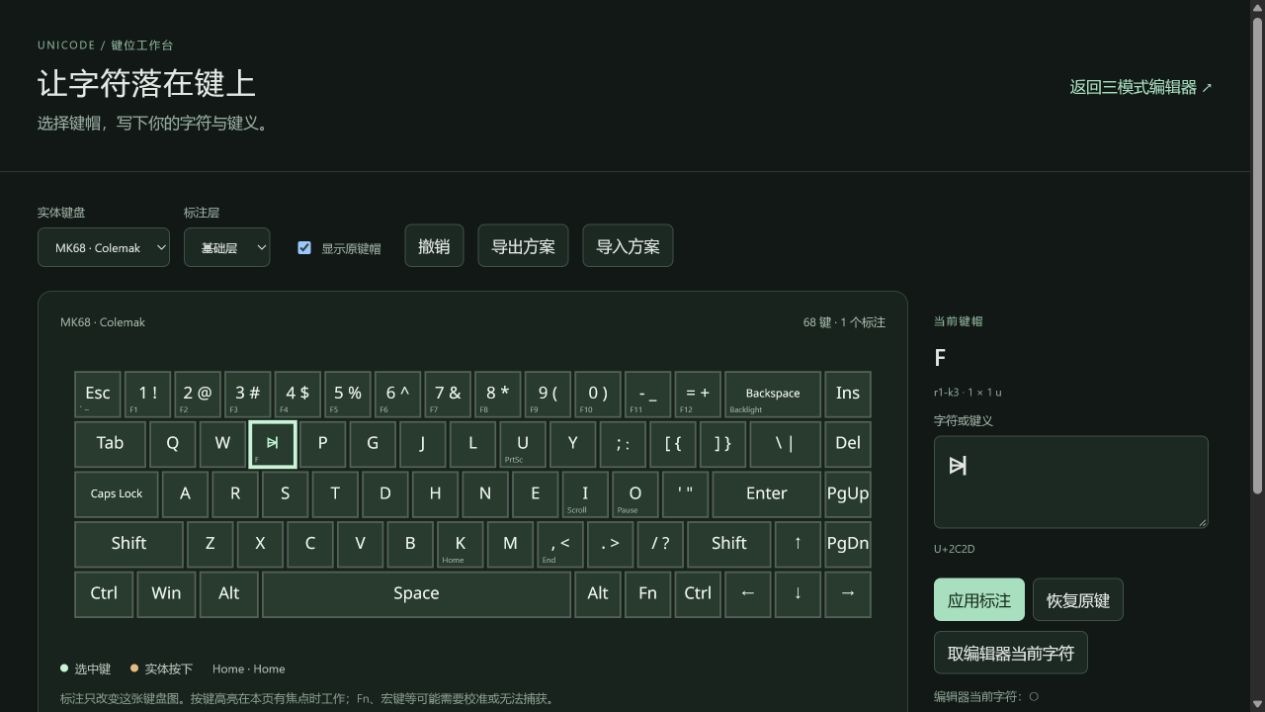 UNICODE / 键位工作台
让字符落在键上
选择键帽，写下你的字符与键义。
返回三模式编辑器 ↗
实体键盘 标注层
MK68 · Colemak 基础层 显示原键帽 撤销 导出方案 导入方案
MK68 · Colemak 68 键 · 1 个标注
Esc 1 ! 2 @ 3 # 4 $ 5 % 6 ^ 7 & 8 * 9 ( 0 ) - _ = + Backspace Ins
` ~ F1 F2 F3 F4 F5 F6 F7 F8 F9 F10 F11 F12 Backlight
Tab Q W Ⱝ P G J L U Y ; : [ { ] } \ | Del
F PrtSc
Caps Lock A R S T D H N E I O ' " Enter PgUp
Scroll Pause
Shift Z X C V B K M , < . > / ? Shift ↑ PgDn
Home End
Ctrl Win Alt Space Alt Fn Ctrl ← ↓ →
选中键 实体按下 Home · Home
标注只改变这张键盘图。按键高亮在本页有焦点时工作；Fn、宏键等可能需要校准或无法捕获。
当前键帽
F
r1-k3 · 1 × 1 u
字符或键义
Ⱝ
U+2C2D
应用标注 恢复原键
取编辑器当前字符
编辑器当前字符：○